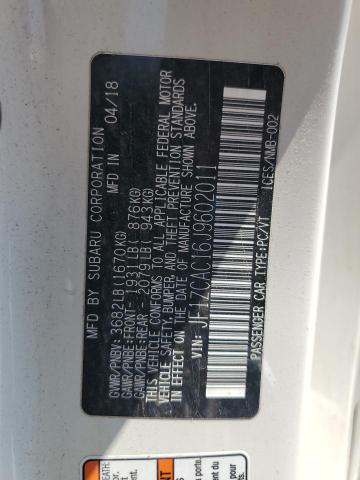 MFD BY SUBARU CORPORATION
MFD IN 04/18
GVWR/PNBV: 3682LB(1670KG)
GAWR/PNBE:FRONT- 1931LB( 876KG)
GAWR/PNBE:REAR - 2079LB( 943KG)
THIS VEHICLE CONFORMS TO ALL APPLICABLE FEDERAL MOTOR
VEHICLE SAFETY,BUMPER,AND THEFT PREVENTION STANDARDS
IN EFFECT ON THE DATE OF MANUFACTURE SHOWN ABOVE.
VIN: JF1ZCAC16J9602011
PASSENGER CAR TYPE:PC/VT ICES/NMB-002